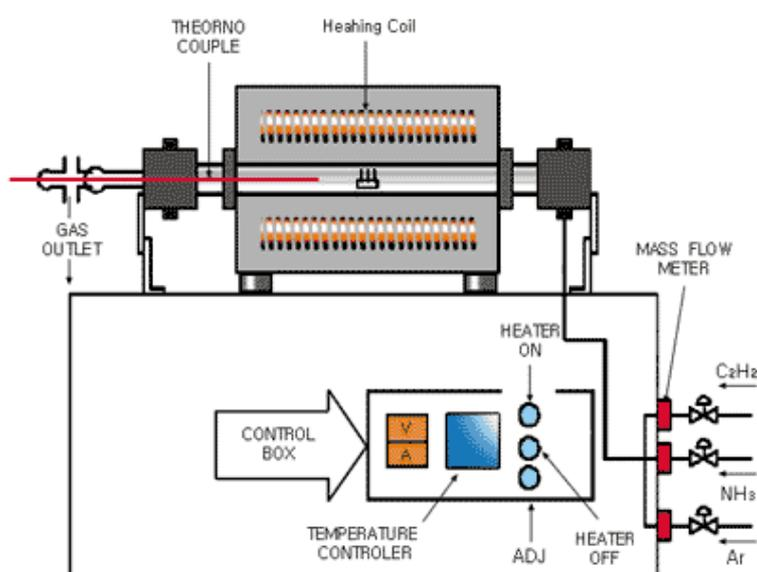 THEORNO
COUPLE
Heahing Coil
GAS
OUTLET
MASS FLOW
METER
HEATER
ON
C₂H₂
CONTROL
BOX
V
A
NH₃
TEMPERATURE
CONTROLER
ADJ
HEATER
OFF
Ar